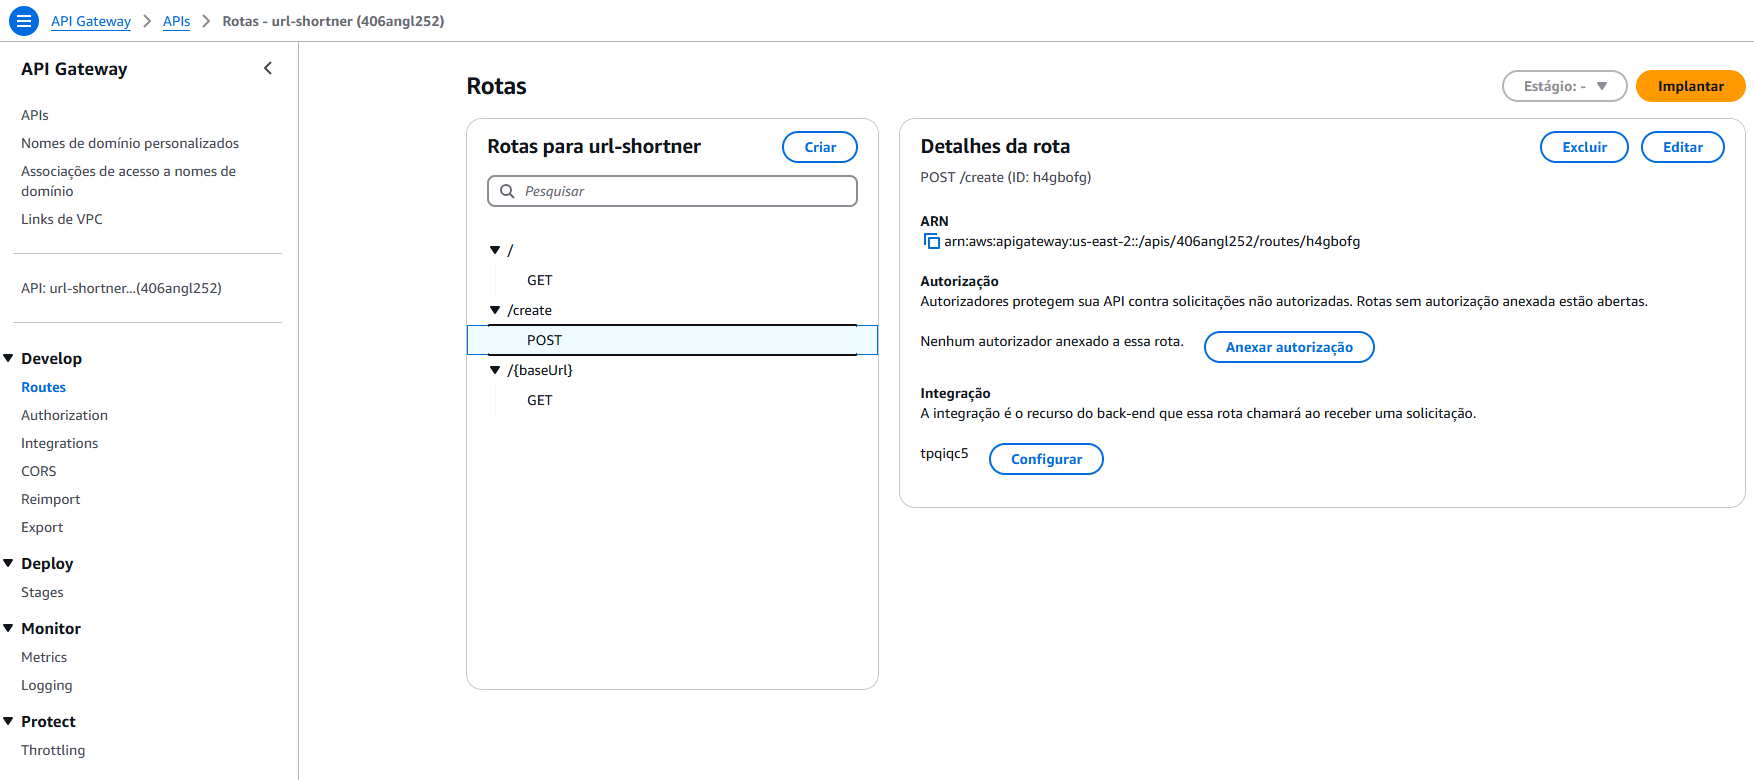 API Gateway > APIs > Rotas - url-shortner (406angl252)
API Gateway
APIs
Nomes de domínio personalizados
Associações de acesso a nomes de
domínio
Links de VPC
API: url-shortner...(406angl252)
Develop
Routes
Authorization
Integrations
CORS
Reimport
Export
Deploy
Stages
Monitor
Metrics
Logging
Protect
Throttling
Rotas
Estágio: -
Implantar
Rotas para url-shortner
Criar
Pesquisar
/
GET
/create
POST
/{baseUrl}
GET
Detalhes da rota
Excluir
Editar
POST /create (ID: h4gbofg)
ARN
arn:aws:apigateway:us-east-2::/apis/406angl252/routes/h4gbofg
Autorização
Autorizadores protegem sua API contra solicitações não autorizadas. Rotas sem autorização anexada estão abertas.
Nenhum autorizador anexado a essa rota.
Anexar autorização
Integração
A integração é o recurso do back-end que essa rota chamará ao receber uma solicitação.
tpqiqc5
Configurar